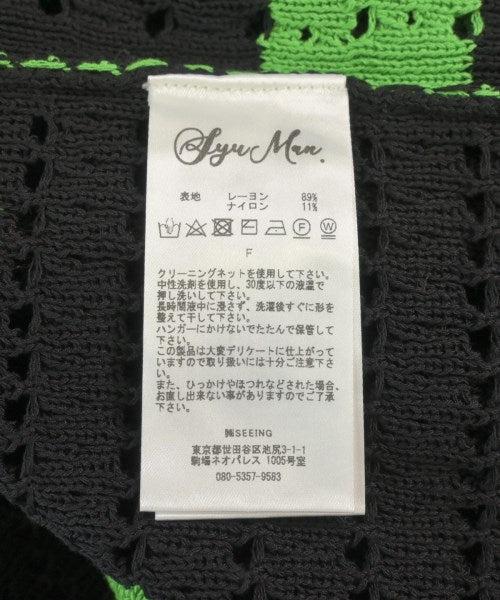 Syu Man.
表地 レーヨン 89%
ナイロン 11%
F W
F
クリーニングネットを使用して下さい。
中性洗剤を使用し、30度以下の液温で
押し洗いして下さい。
長時間液中に浸さず、洗濯後すぐに形を
整えて干して下さい。
ハンガーにかけないでたたんで保管して
下さい。
この製品は大変デリケートに仕上がって
いますので取り扱いには十分ご注意下さ
い。
また、ひっかけやほつれなどされた場合、
お直し出来ない事がありますのでご了承
下さい。
㈱SEEING
東京都世田谷区池尻3-1-1
駒場ネオパレス 1005号室
080-5357-9583